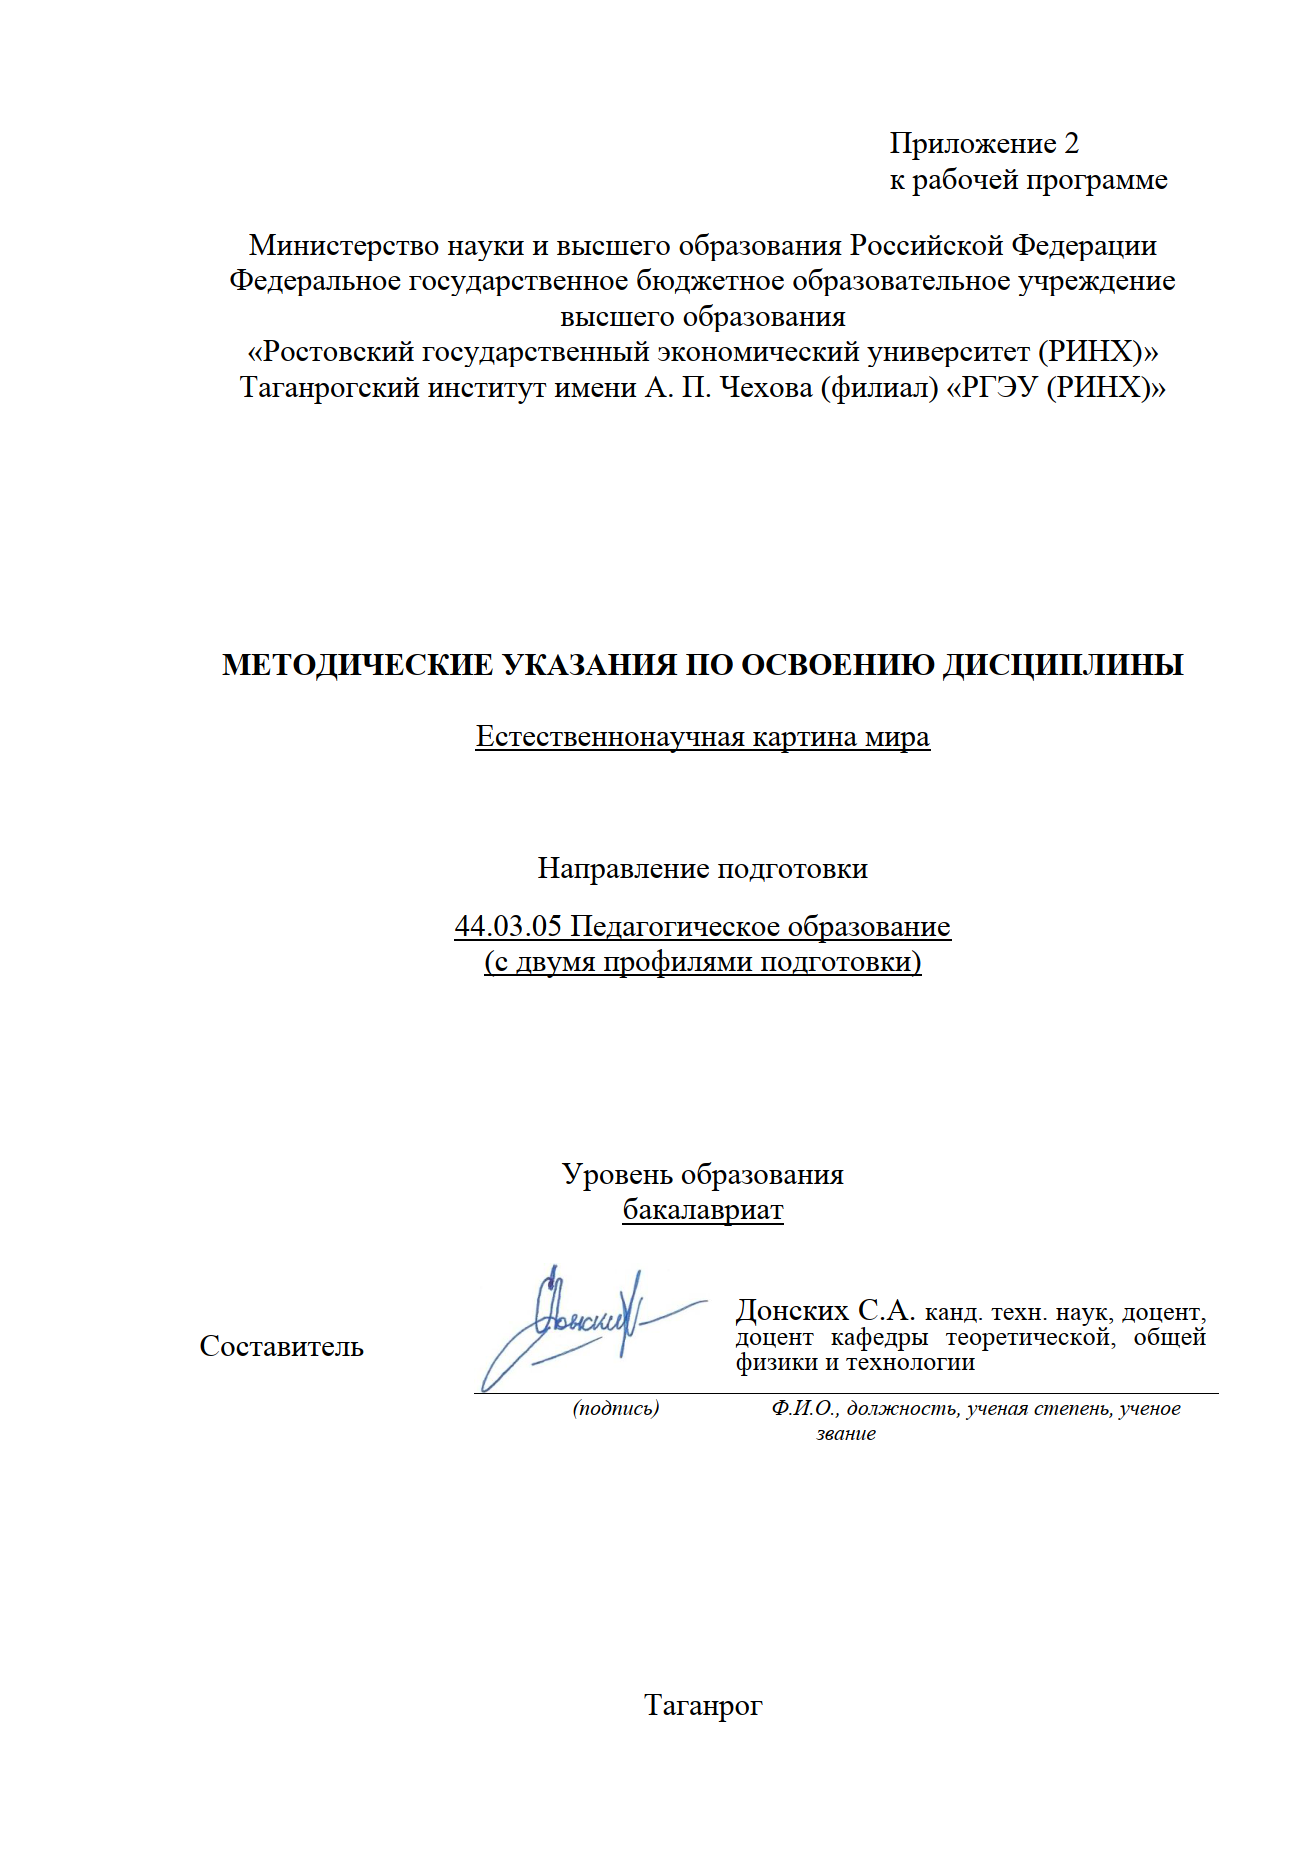 Приложение 2
к рабочей программе
Министерство науки и высшего образования Российской Федерации
Федеральное государственное бюджетное образовательное учреждение
высшего образования
«Ростовский государственный экономический университет (РИНХ)»
Таганрогский институт имени А. П. Чехова (филиал) «РГЭУ (РИНХ)»
МЕТОДИЧЕСКИЕ УКАЗАНИЯ ПО ОСВОЕНИЮ ДИСЦИПЛИНЫ
Естественнонаучная картина мира
Направление подготовки
44.03.05 Педагогическое образование
(с двумя профилями подготовки)
Уровень образования
бакалавриат
Составитель
Донских
Донских С.А. канд. техн. наук, доцент,
доцент кафедры теоретической, общей
физики и технологии
(подпись)
Ф.И.О., должность, ученая степень, ученое
звание
Таганрог